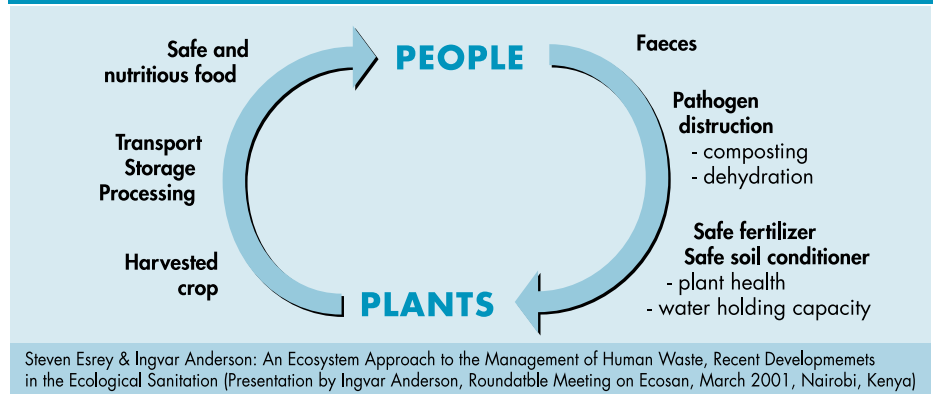 Safe and
nutritious food
PEOPLE
Faeces
Pathogen
distruction
- composting
- dehydration
Transport
Storage
Processing
Safe fertilizer
Safe soil conditioner
- plant health
- water holding capacity
Harvested
crop
PLANTS
Steven Esrey & Ingvar Anderson: An Ecosystem Approach to the Management of Human Waste, Recent Developmemets
in the Ecological Sanitation (Presentation by Ingvar Anderson, Roundatble Meeting on Ecosan, March 2001, Nairobi, Kenya)